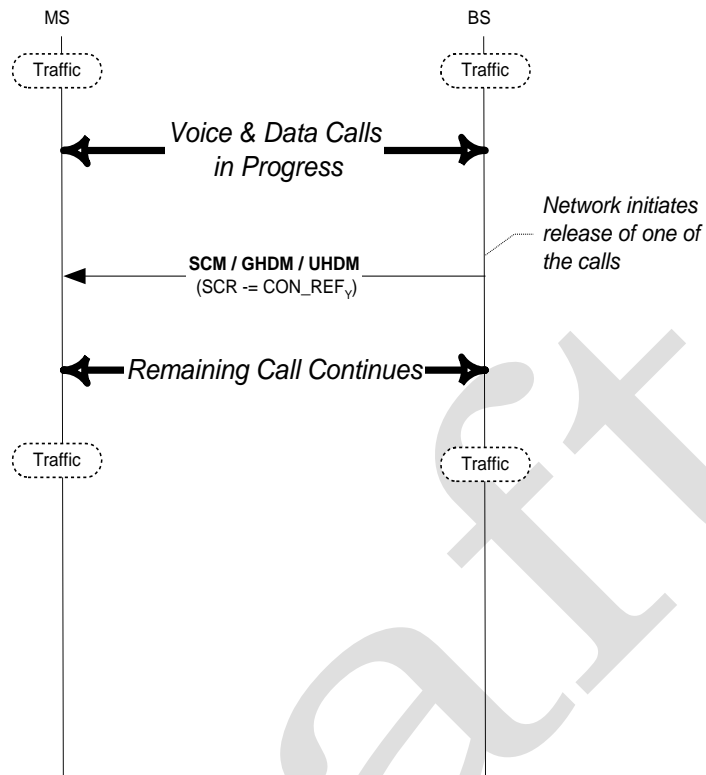 MS BS
Traffic Traffic
Voice & Data Calls
in Progress
Network initiates
release of one of
the calls
SCM / GHDM / UHDM
(SCR -= CON_REF_Y)
Remaining Call Continues
Traffic Traffic